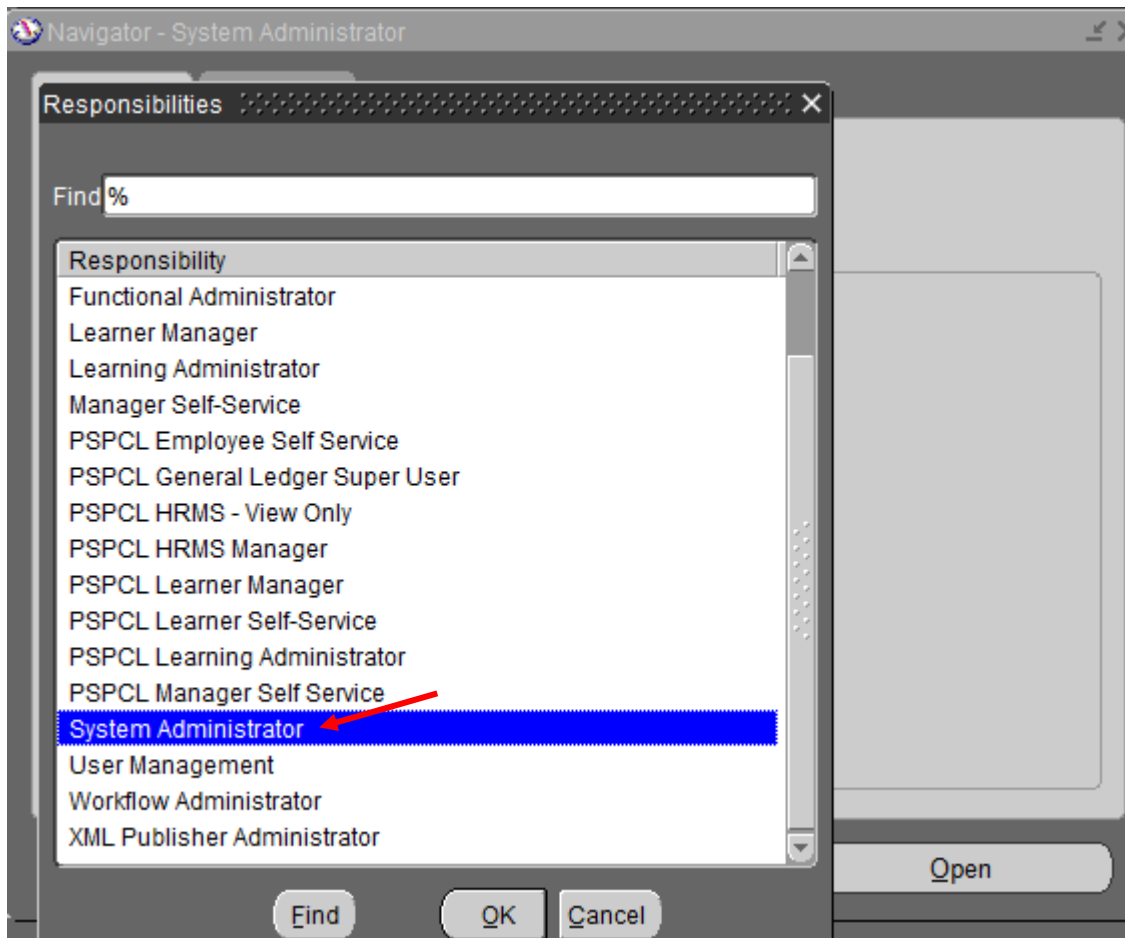 Navigator - System Administrator
Responsibilities
Find %
Responsibility
Functional Administrator
Learner Manager
Learning Administrator
Manager Self-Service
PSPCL Employee Self Service
PSPCL General Ledger Super User
PSPCL HRMS - View Only
PSPCL HRMS Manager
PSPCL Learner Manager
PSPCL Learner Self-Service
PSPCL Learning Administrator
PSPCL Manager Self Service
System Administrator
User Management
Workflow Administrator
XML Publisher Administrator
Open
Find OK Cancel